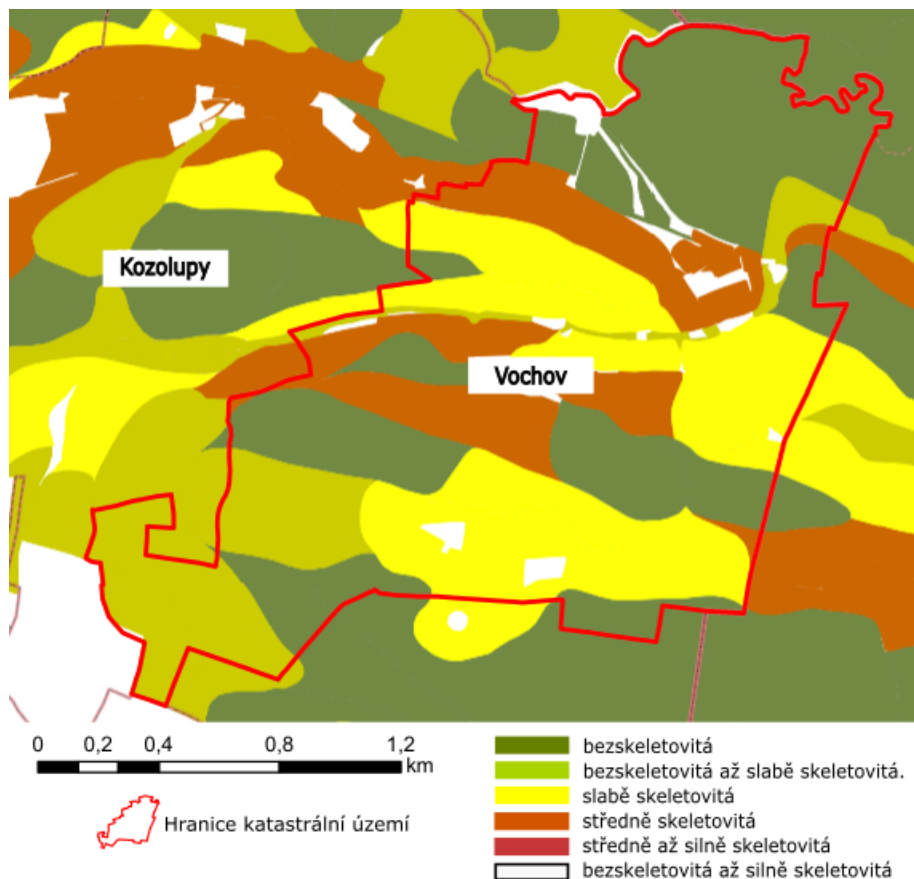 Kozolupy
Vochov
0 0,2 0,4 0,8 1,2
km
Hranice katastrální území
bezskeletovitá
bezskeletovitá až slabě skeletovitá.
slabě skeletovitá
středně skeletovitá
středně až silně skeletovitá
bezskeletovitá až silně skeletovitá